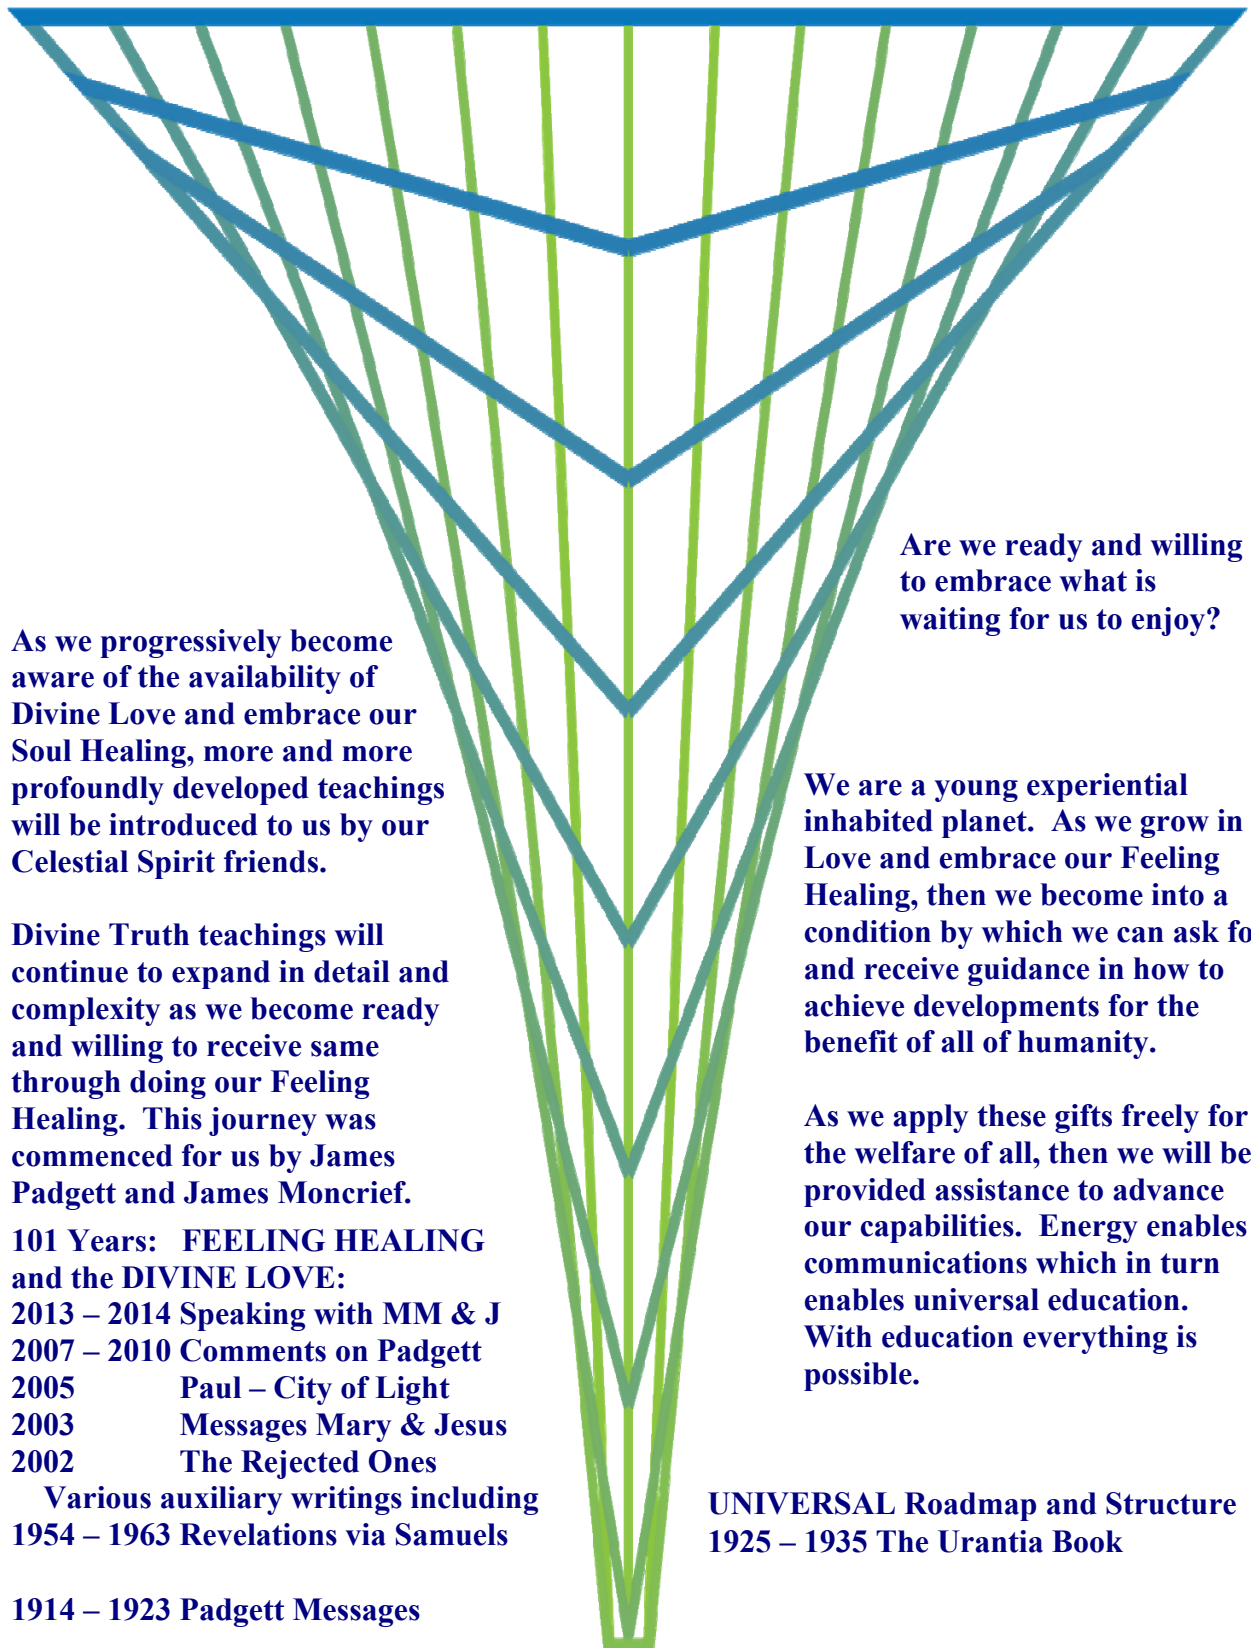 Are we ready and willing
to embrace what is
waiting for us to enjoy?
As we progressively become
aware of the availability of
Divine Love and embrace our
Soul Healing, more and more
profoundly developed teachings
will be introduced to us by our
Celestial Spirit friends.
Divine Truth teachings will
continue to expand in detail and
complexity as we become ready
and willing to receive same
through doing our Feeling
Healing.  This journey was
commenced for us by James
Padgett and James Moncrief.
101 Years:   FEELING HEALING
and the DIVINE LOVE:
2013 – 2014 Speaking with MM & J
2007 – 2010 Comments on Padgett
2005 Paul – City of Light
2003 Messages Mary & Jesus
2002 The Rejected Ones
Various auxiliary writings including
1954 – 1963 Revelations via Samuels
1914 – 1923 Padgett Messages
We are a young experiential
inhabited planet.  As we grow in
Love and embrace our Feeling
Healing, then we become into a
condition by which we can ask fo
and receive guidance in how to
achieve developments for the
benefit of all of humanity.
As we apply these gifts freely for
the welfare of all, then we will be
provided assistance to advance
our capabilities.  Energy enables
communications which in turn
enables universal education.
With education everything is
possible.
UNIVERSAL Roadmap and Structure
1925 – 1935 The Urantia Book